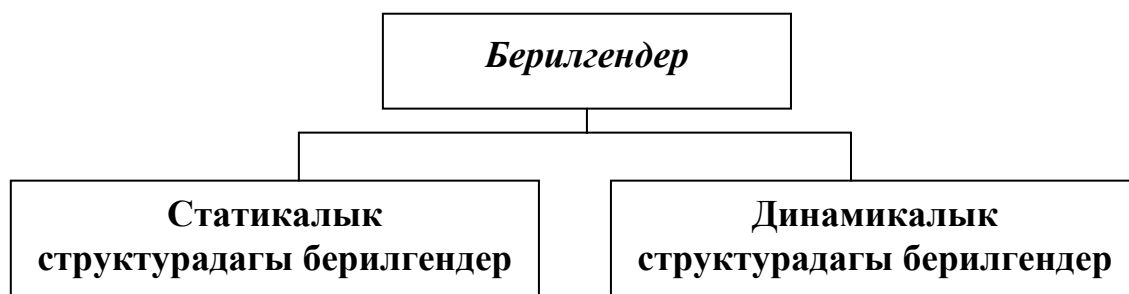 Берилгендер
Статикалык
структурадагы берилгендер
Динамикалык
структурадагы берилгендер